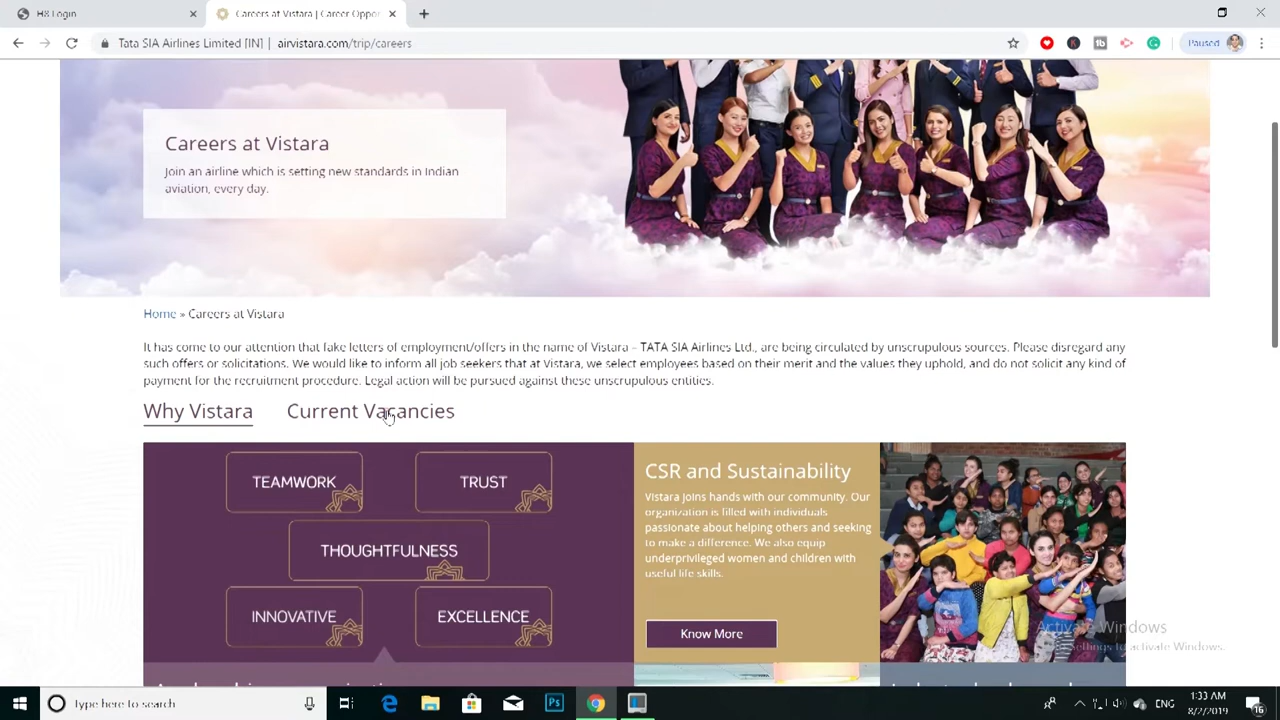 H8 Login
Careers at Vistara | Career Oppor
Tata SIA Airlines Limited [IN] | airvistara.com/trip/careers
Paused
Careers at Vistara
Join an airline which is setting new standards in Indian
aviation, every day.
Home » Careers at Vistara
It has come to our attention that fake letters of employment/offers in the name of Vistara – TATA SIA Airlines Ltd., are being circulated by unscrupulous sources. Please disregard any
such offers or solicitations. We would like to inform all job seekers that at Vistara, we select employees based on their merit and the values they uphold, and do not solicit any kind of
payment for the recruitment procedure. Legal action will be pursued against these unscrupulous entities.
Why Vistara Current Vacancies
TEAMWORK TRUST
THOUGHTFULNESS
INNOVATIVE EXCELLENCE
CSR and Sustainability
Vistara joins hands with our community. Our
organization is filled with individuals
passionate about helping others and seeking
to make a difference. We also equip
underprivileged women and children with
useful life skills.
Know More
Activate Windows
settings to activate Windows.
Type here to search
Ps
ENG
1:33 AM
8/2/2019
16